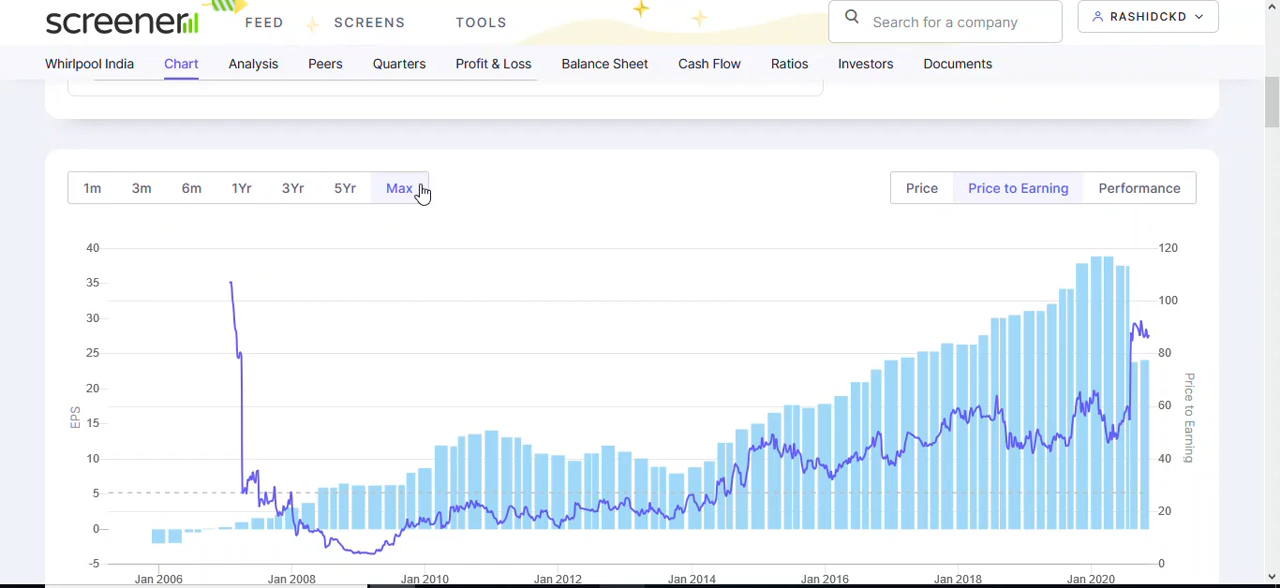 screener
FEED
SCREENS
TOOLS
Search for a company
RASHIDCKD
Whirlpool India
Chart
Analysis
Peers
Quarters
Profit & Loss
Balance Sheet
Cash Flow
Ratios
Investors
Documents
1m
3m
6m
1Yr
3Yr
5Yr
Max
Price
Price to Earning
Performance
40
35
30
25
20
15
10
5
0
-5
EPS
120
100
80
60
40
20
0
Price to Earning
Jan 2006
Jan 2008
Jan 2010
Jan 2012
Jan 2014
Jan 2016
Jan 2018
Jan 2020